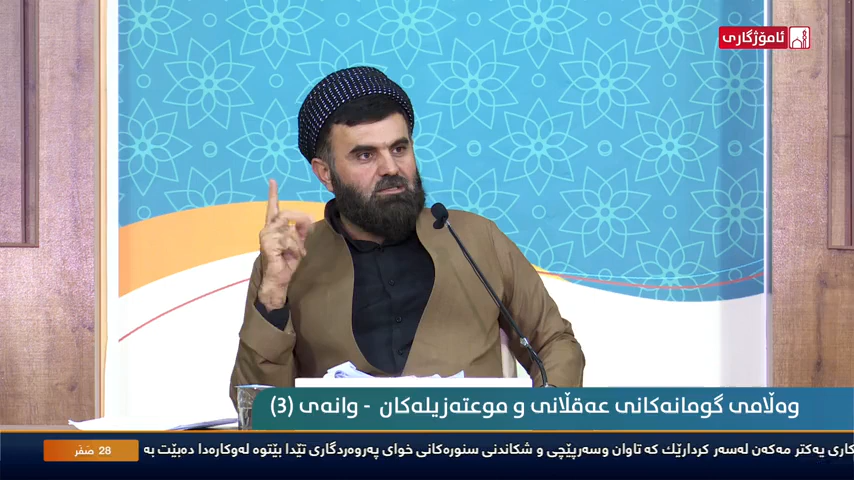 ئامۆژگاری
وەڵامی گومانەکانی عەقڵانی و موعتەزیلەکان - وانەی (3)
کاری یەکتر مەکەن لەسەر کردارێك کە تاوان وسەرپێچی و شکاندنی سنورەکانی خوای پەروەردگاری تێدا بێتوە لەوکارەدا دەبێت بە
28 صَفَر